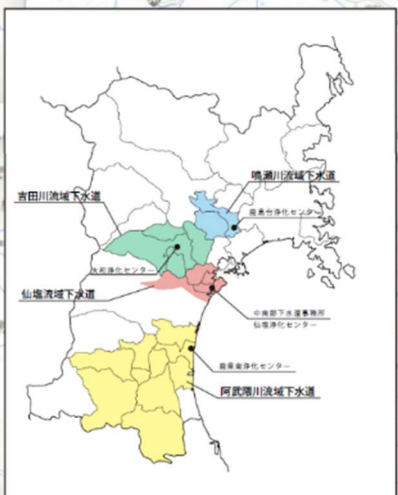 鳴瀬川流域下水道
鹿島台浄化センター
吉田川流域下水道
大和浄化センター
仙塩流域下水道
中南部下水道事務所
仙塩浄化センター
県南浄化センター
阿武隈川流域下水道